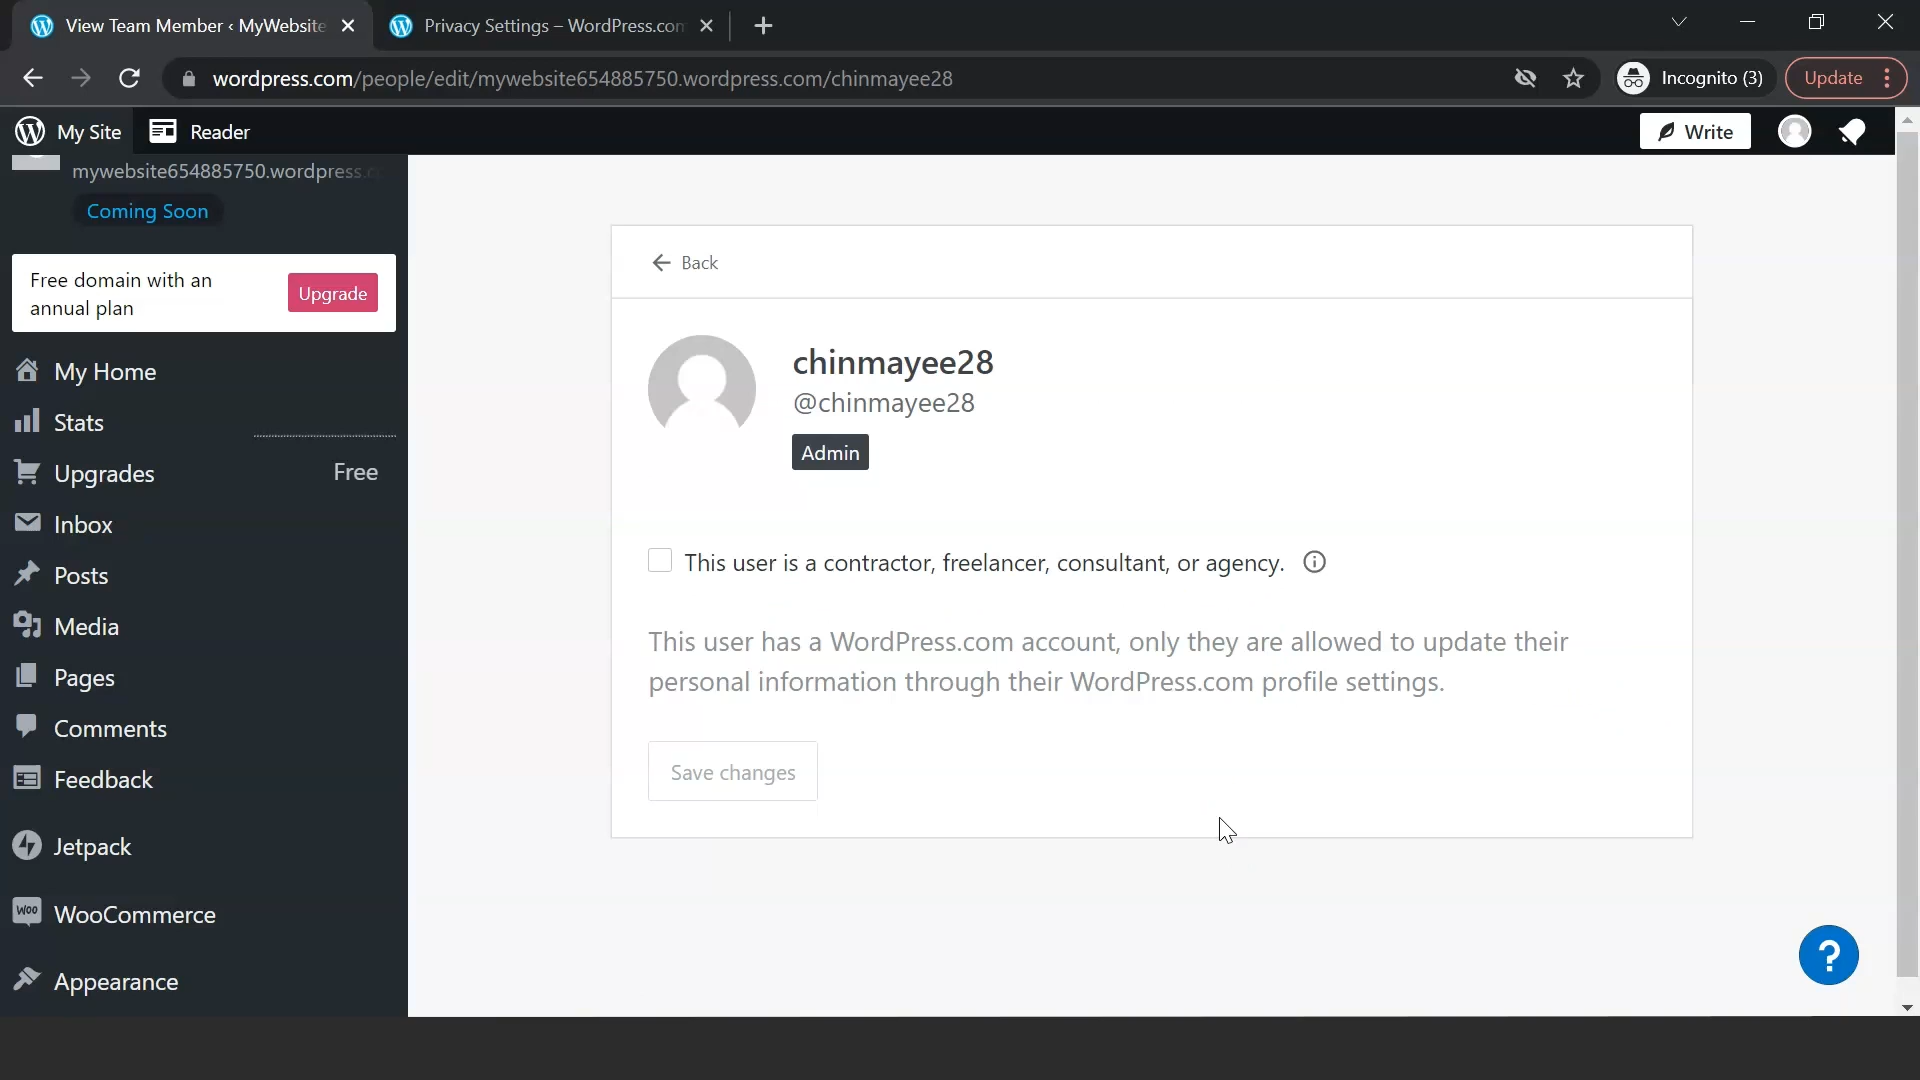 View Team Member ‹ MyWebsite
Privacy Settings – WordPress.com
wordpress.com/people/edit/mywebsite654885750.wordpress.com/chinmayee28
Incognito (3)
Update
My Site
Reader
Write
mywebsite654885750.wordpress.c
Coming Soon
Free domain with an
annual plan
Upgrade
My Home
Stats
Upgrades
Free
Inbox
Posts
Media
Pages
Comments
Feedback
Jetpack
Woo
WooCommerce
Appearance
Back
chinmayee28
@chinmayee28
Admin
This user is a contractor, freelancer, consultant, or agency.
This user has a WordPress.com account, only they are allowed to update their
personal information through their WordPress.com profile settings.
Save changes
?